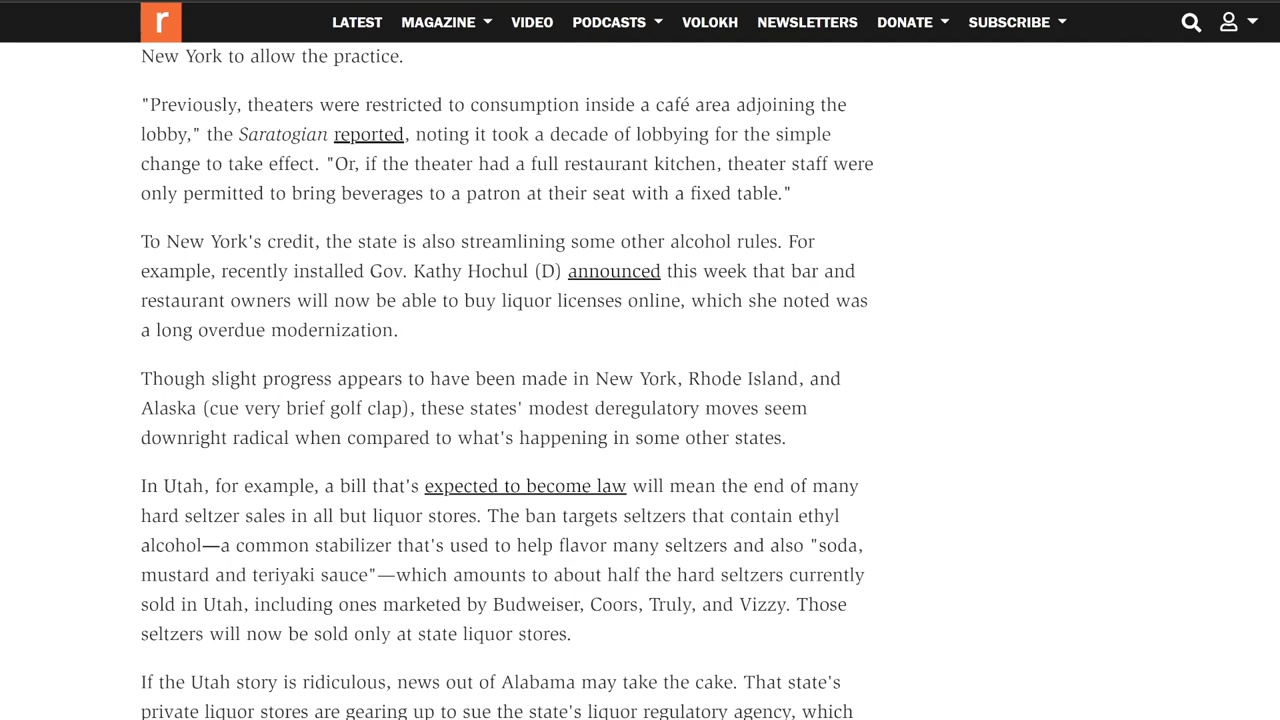 r
LATEST MAGAZINE VIDEO PODCASTS VOLOKH NEWSLETTERS DONATE SUBSCRIBE
New York to allow the practice.
"Previously, theaters were restricted to consumption inside a café area adjoining the
lobby," the Saratogian reported, noting it took a decade of lobbying for the simple
change to take effect. "Or, if the theater had a full restaurant kitchen, theater staff were
only permitted to bring beverages to a patron at their seat with a fixed table."
To New York's credit, the state is also streamlining some other alcohol rules. For
example, recently installed Gov. Kathy Hochul (D) announced this week that bar and
restaurant owners will now be able to buy liquor licenses online, which she noted was
a long overdue modernization.
Though slight progress appears to have been made in New York, Rhode Island, and
Alaska (cue very brief golf clap), these states' modest deregulatory moves seem
downright radical when compared to what's happening in some other states.
In Utah, for example, a bill that's expected to become law will mean the end of many
hard seltzer sales in all but liquor stores. The ban targets seltzers that contain ethyl
alcohol—a common stabilizer that's used to help flavor many seltzers and also "soda,
mustard and teriyaki sauce"—which amounts to about half the hard seltzers currently
sold in Utah, including ones marketed by Budweiser, Coors, Truly, and Vizzy. Those
seltzers will now be sold only at state liquor stores.
If the Utah story is ridiculous, news out of Alabama may take the cake. That state's
private liquor stores are gearing up to sue the state's liquor regulatory agency, which